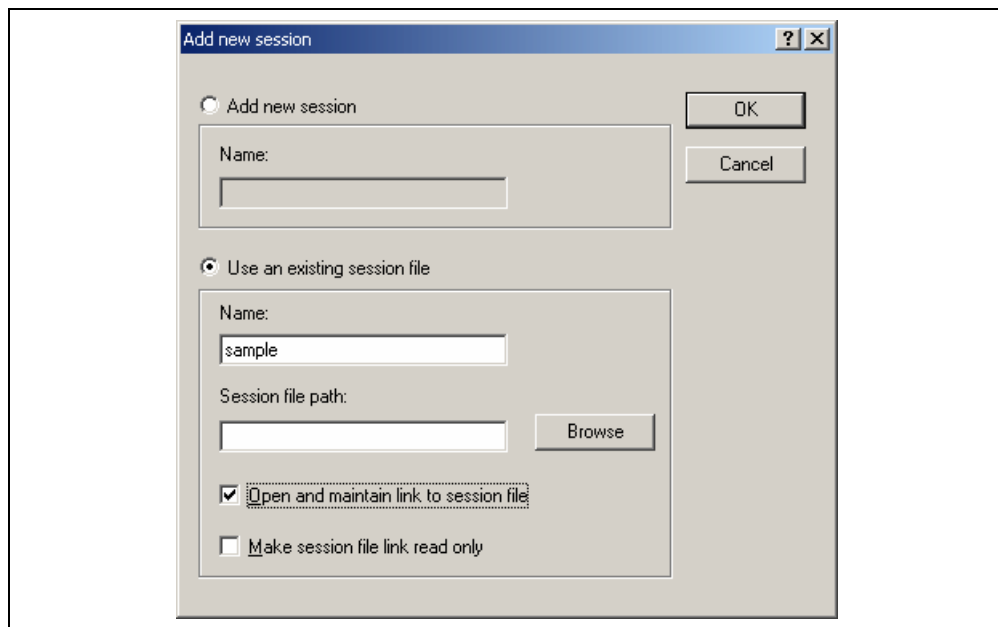 Add new session
Add new session
OK
Name:
Cancel
Use an existing session file
Name:
sample
Session file path:
Browse
Open and maintain link to session file
Make session file link read only